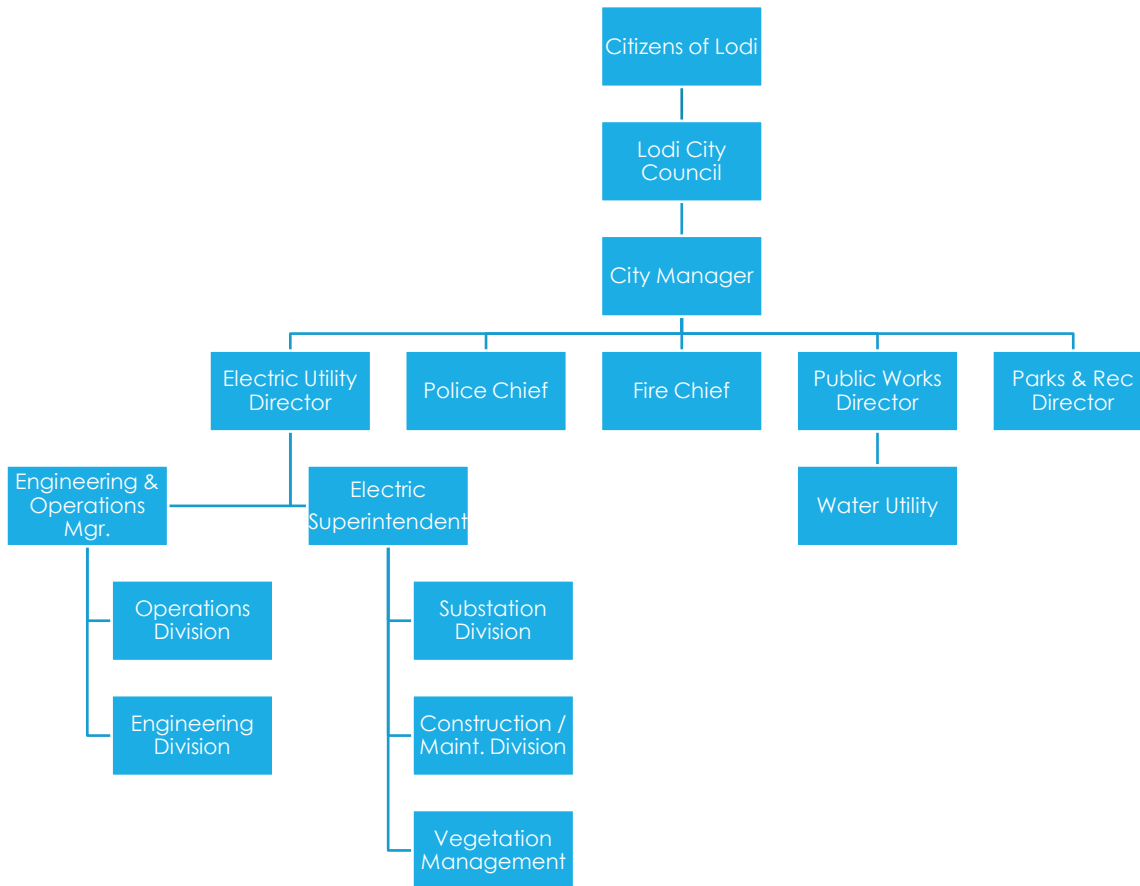 Citizens of Lodi
Lodi City
Council
City Manager
Electric Utility
Director
Police Chief
Fire Chief
Public Works
Director
Parks & Rec
Director
Engineering &
Operations
Mgr.
Electric
Superintendent
Water Utility
Operations
Division
Substation
Division
Engineering
Division
Construction /
Maint. Division
Vegetation
Management